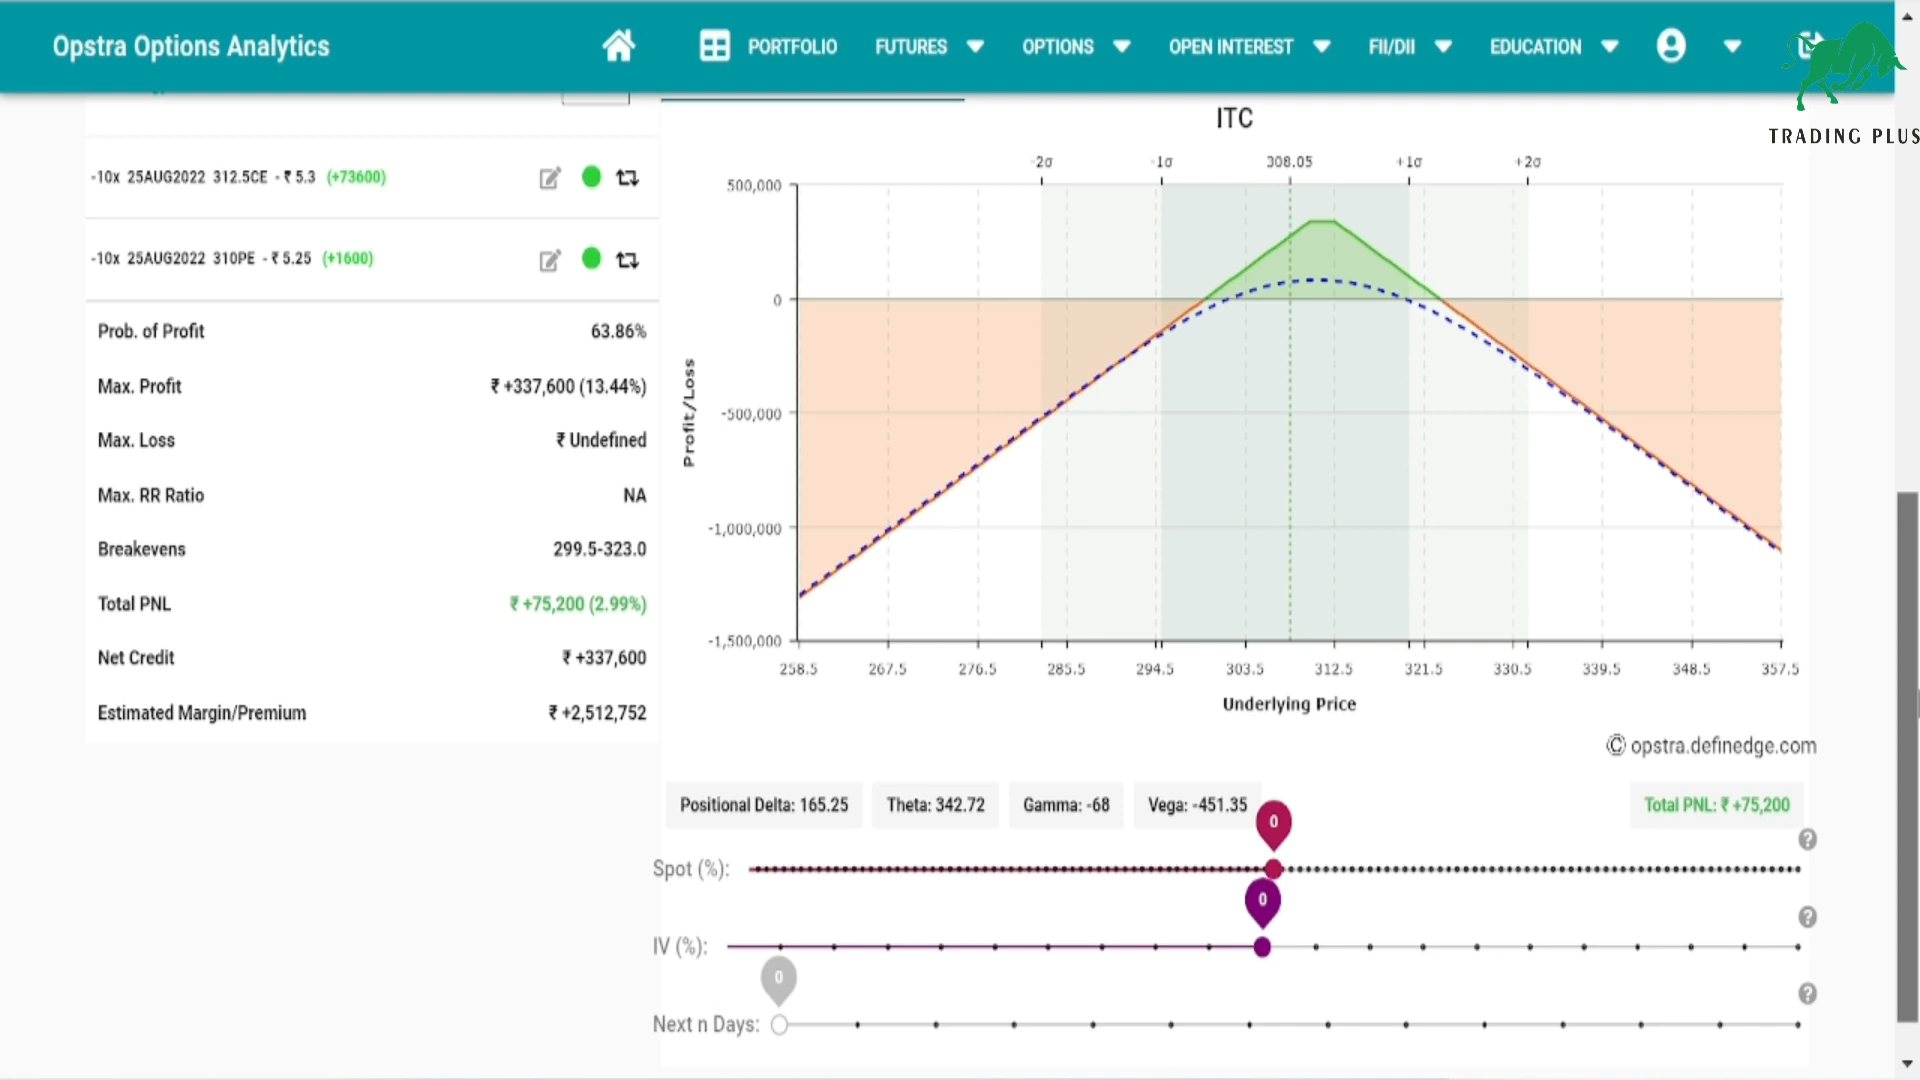 Opstra Options Analytics
PORTFOLIO
FUTURES
OPTIONS
OPEN INTEREST
FII/DII
EDUCATION
TRADING PLUS
-10x 25AUG2022 312.5CE - ₹ 5.3 (+73600)
-10x 25AUG2022 310PE - ₹ 5.25 (+1600)
Prob. of Profit 63.86%
Max. Profit ₹ +337,600 (13.44%)
Max. Loss ₹ Undefined
Max. RR Ratio NA
Breakevens 299.5-323.0
Total PNL ₹ +75,200 (2.99%)
Net Credit ₹ +337,600
Estimated Margin/Premium ₹ +2,512,752
ITC
-2σ -1σ 308.05 +1σ +2σ
500,000
0
-500,000
-1,000,000
-1,500,000
Profit/Loss
258.5 267.5 276.5 285.5 294.5 303.5 312.5 321.5 330.5 339.5 348.5 357.5
Underlying Price
© opstra.definedge.com
Positional Delta: 165.25
Theta: 342.72
Gamma: -68
Vega: -451.35
Total PNL: ₹ +75,200
0
?
Spot (%):
0
?
IV (%):
0
?
Next n Days: